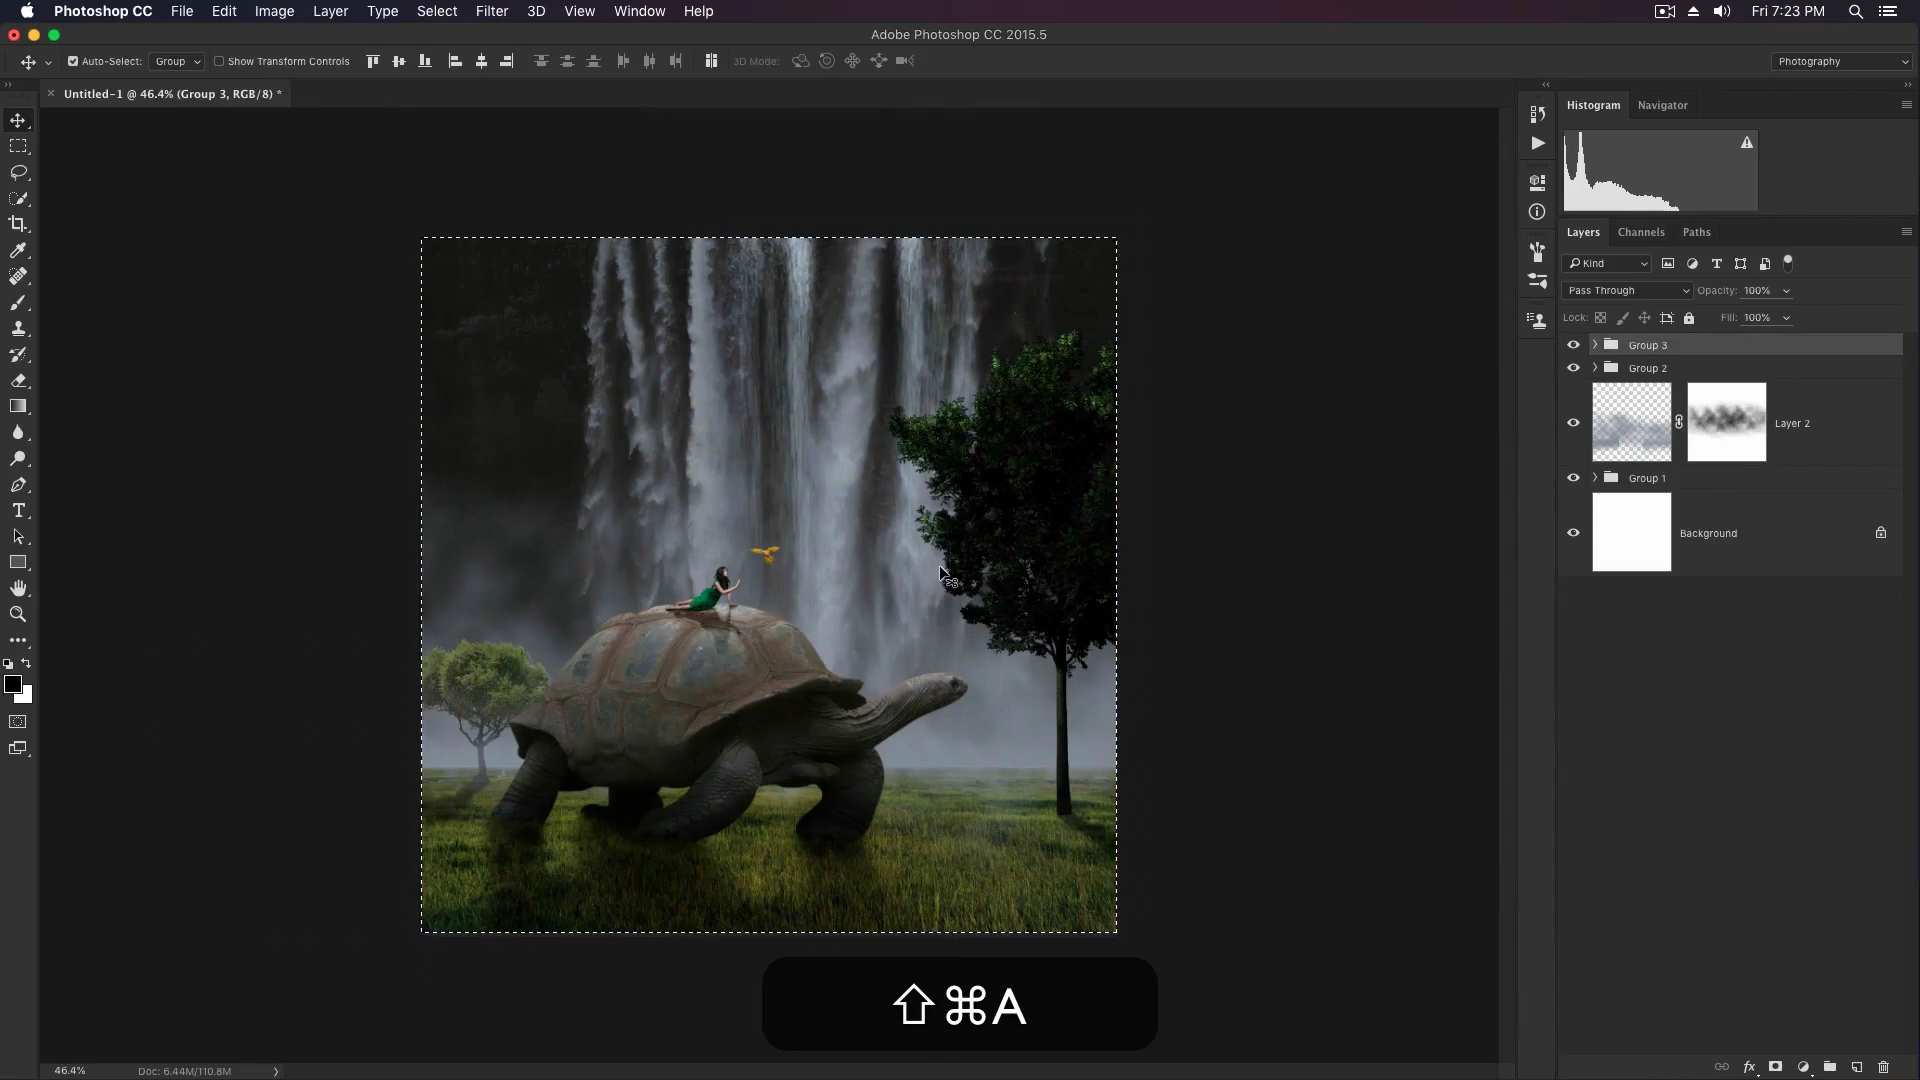 Photoshop CC File Edit Image Layer Type Select Filter 3D View Window Help Fri 7:23 PM
Adobe Photoshop CC 2015.5
Auto-Select: Group Show Transform Controls 3D Mode: Photography
Untitled-1 @ 46.4% (Group 3, RGB/8) *
Histogram Navigator
Layers Channels Paths
Kind
Pass Through Opacity: 100%
Lock: Fill: 100%
Group 3
Group 2
Layer 2
Group 1
Background
⇧⌘A
46.4% Doc: 6.44M/110.8M